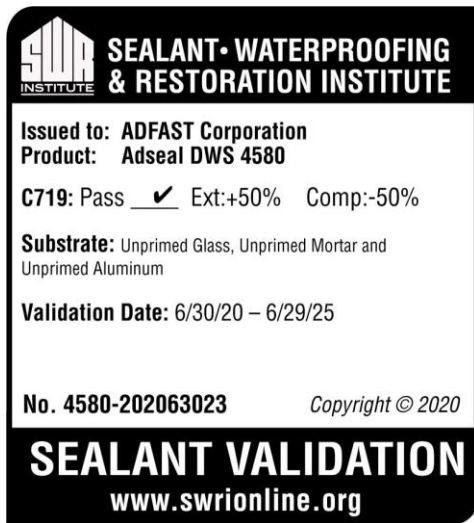 SWR
INSTITUTE
SEALANT• WATERPROOFING
& RESTORATION INSTITUTE
Issued to: ADFAST Corporation
Product: Adseal DWS 4580
C719: Pass ✔ Ext:+50% Comp:-50%
Substrate: Unprimed Glass, Unprimed Mortar and
Unprimed Aluminum
Validation Date: 6/30/20 – 6/29/25
No. 4580-202063023 Copyright © 2020
SEALANT VALIDATION
www.swrionline.org